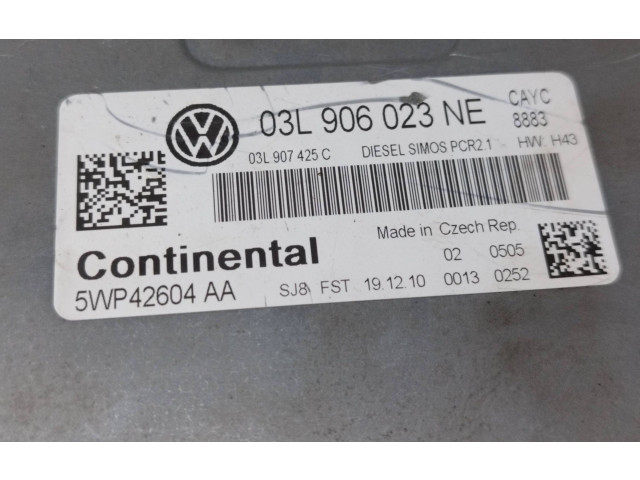 03L 906 023 NE CAYC
8883
03L 907 425 C DIESEL SIMOS PCR2.1 HW: H43
Continental Made in Czech Rep.
02 0505
5WP42604 AA SJ8 FST 19.12.10 0013 0252